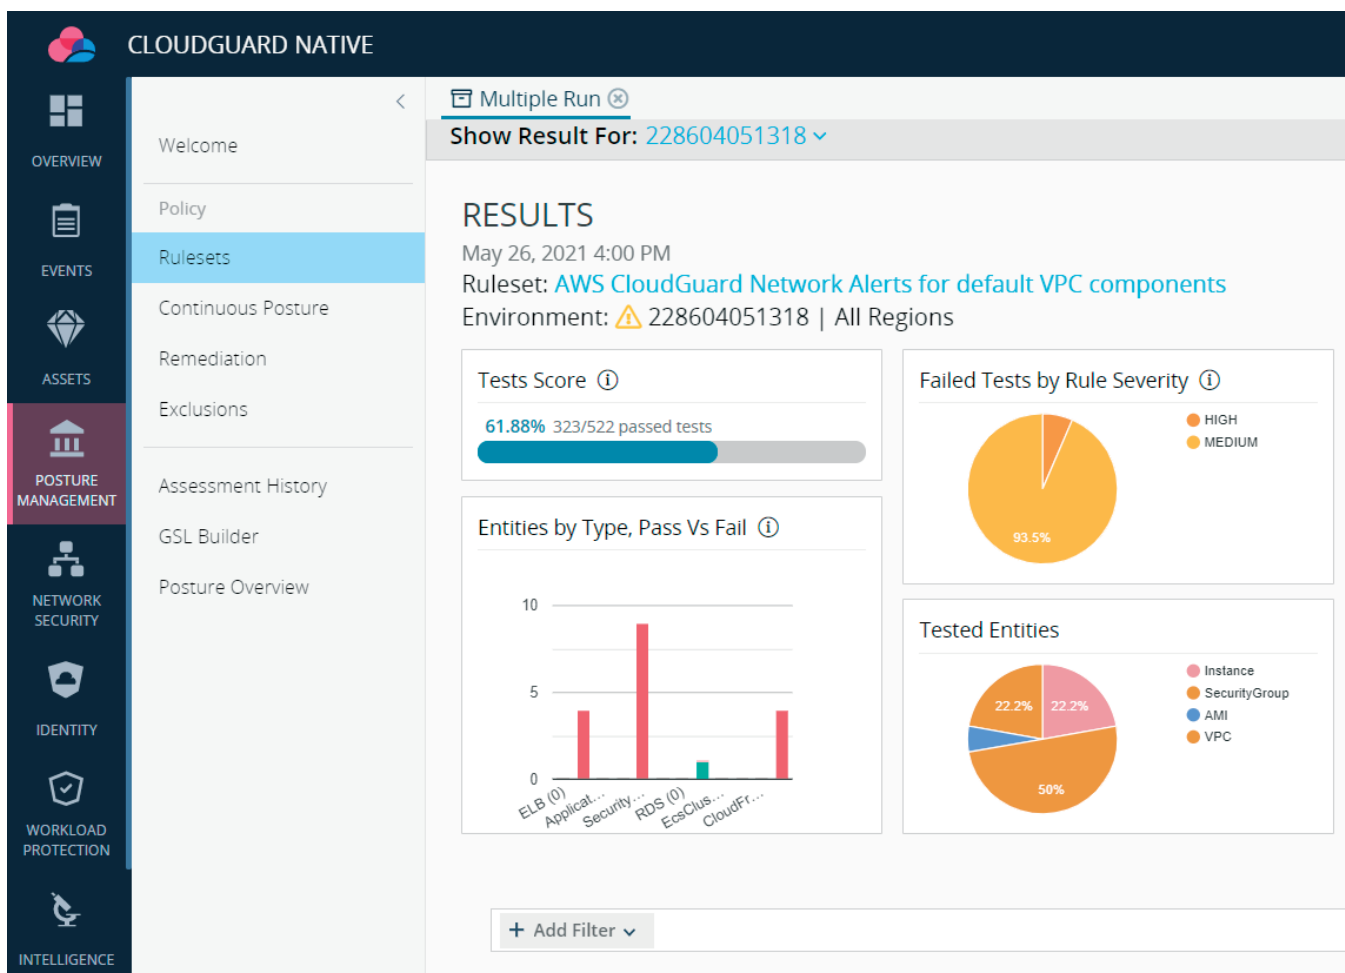 CLOUDGUARD NATIVE
OVERVIEW
EVENTS
ASSETS
POSTURE
MANAGEMENT
NETWORK
SECURITY
IDENTITY
WORKLOAD
PROTECTION
INTELLIGENCE
Welcome
Policy
Rulesets
Continuous Posture
Remediation
Exclusions
Assessment History
GSL Builder
Posture Overview
Multiple Run
Show Result For: 228604051318
RESULTS
May 26, 2021 4:00 PM
Ruleset: AWS CloudGuard Network Alerts for default VPC components
Environment: 228604051318 | All Regions
Tests Score
61.88% 323/522 passed tests
Entities by Type, Pass Vs Fail
10
5
0
ELB (0)
Applicat...
Security...
RDS (0)
EcsClus...
CloudFr...
Failed Tests by Rule Severity
HIGH
MEDIUM
93.5%
Tested Entities
Instance
SecurityGroup
AMI
VPC
22.2%
22.2%
50%
+ Add Filter